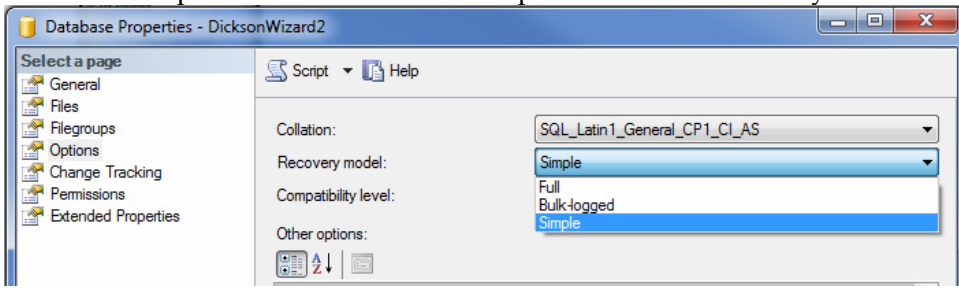 Database Properties - DicksonWizard2
Select a page
General
Files
Filegroups
Options
Change Tracking
Permissions
Extended Properties
Script Help
Collation: SQL_Latin1_General_CP1_CI_AS
Recovery model: Simple
Compatibility level: Full
Bulk-logged
Simple
Other options:
A
Z